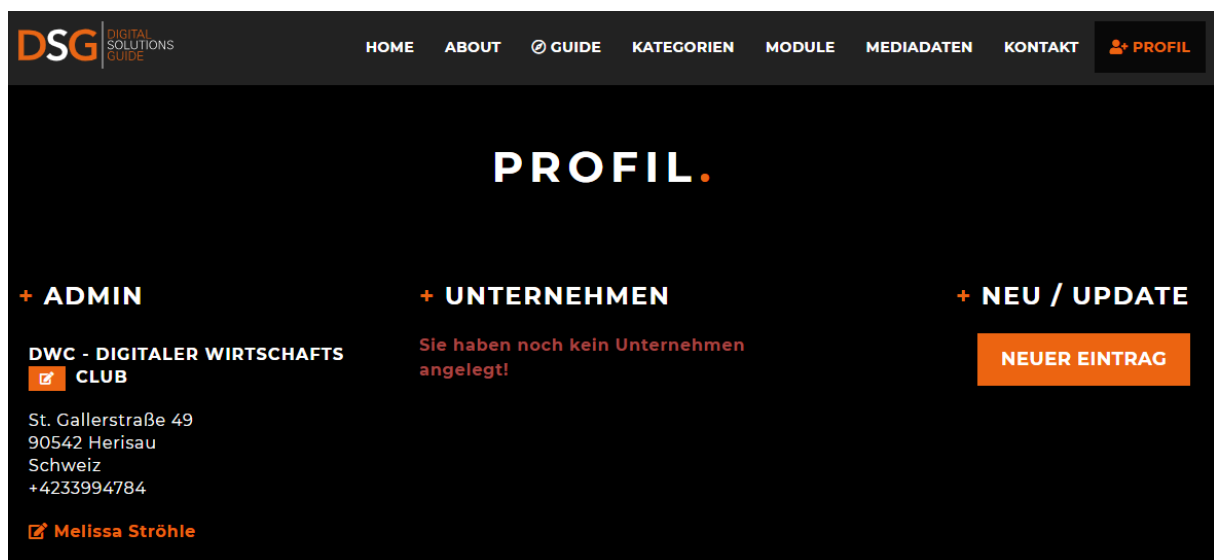 DSG DIGITAL
SOLUTIONS
GUIDE
HOME ABOUT GUIDE KATEGORIEN MODULE MEDIADATEN KONTAKT PROFIL
PROFIL.
+ ADMIN
DWC - DIGITALER WIRTSCHAFTS
CLUB
St. Gallerstraße 49
90542 Herisau
Schweiz
+4233994784
Melissa Ströhle
+ UNTERNEHMEN
Sie haben noch kein Unternehmen
angelegt!
+ NEU / UPDATE
NEUER EINTRAG